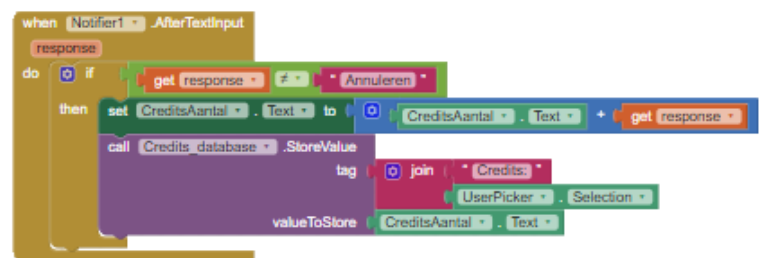 when Notifier1 .AfterTextInput
response
do if get response ≠ " Annuleren "
then set CreditsAantal . Text to CreditsAantal . Text + get response
call Credits_database .StoreValue
tag join " Credits: "
UserPicker . Selection
valueToStore CreditsAantal . Text